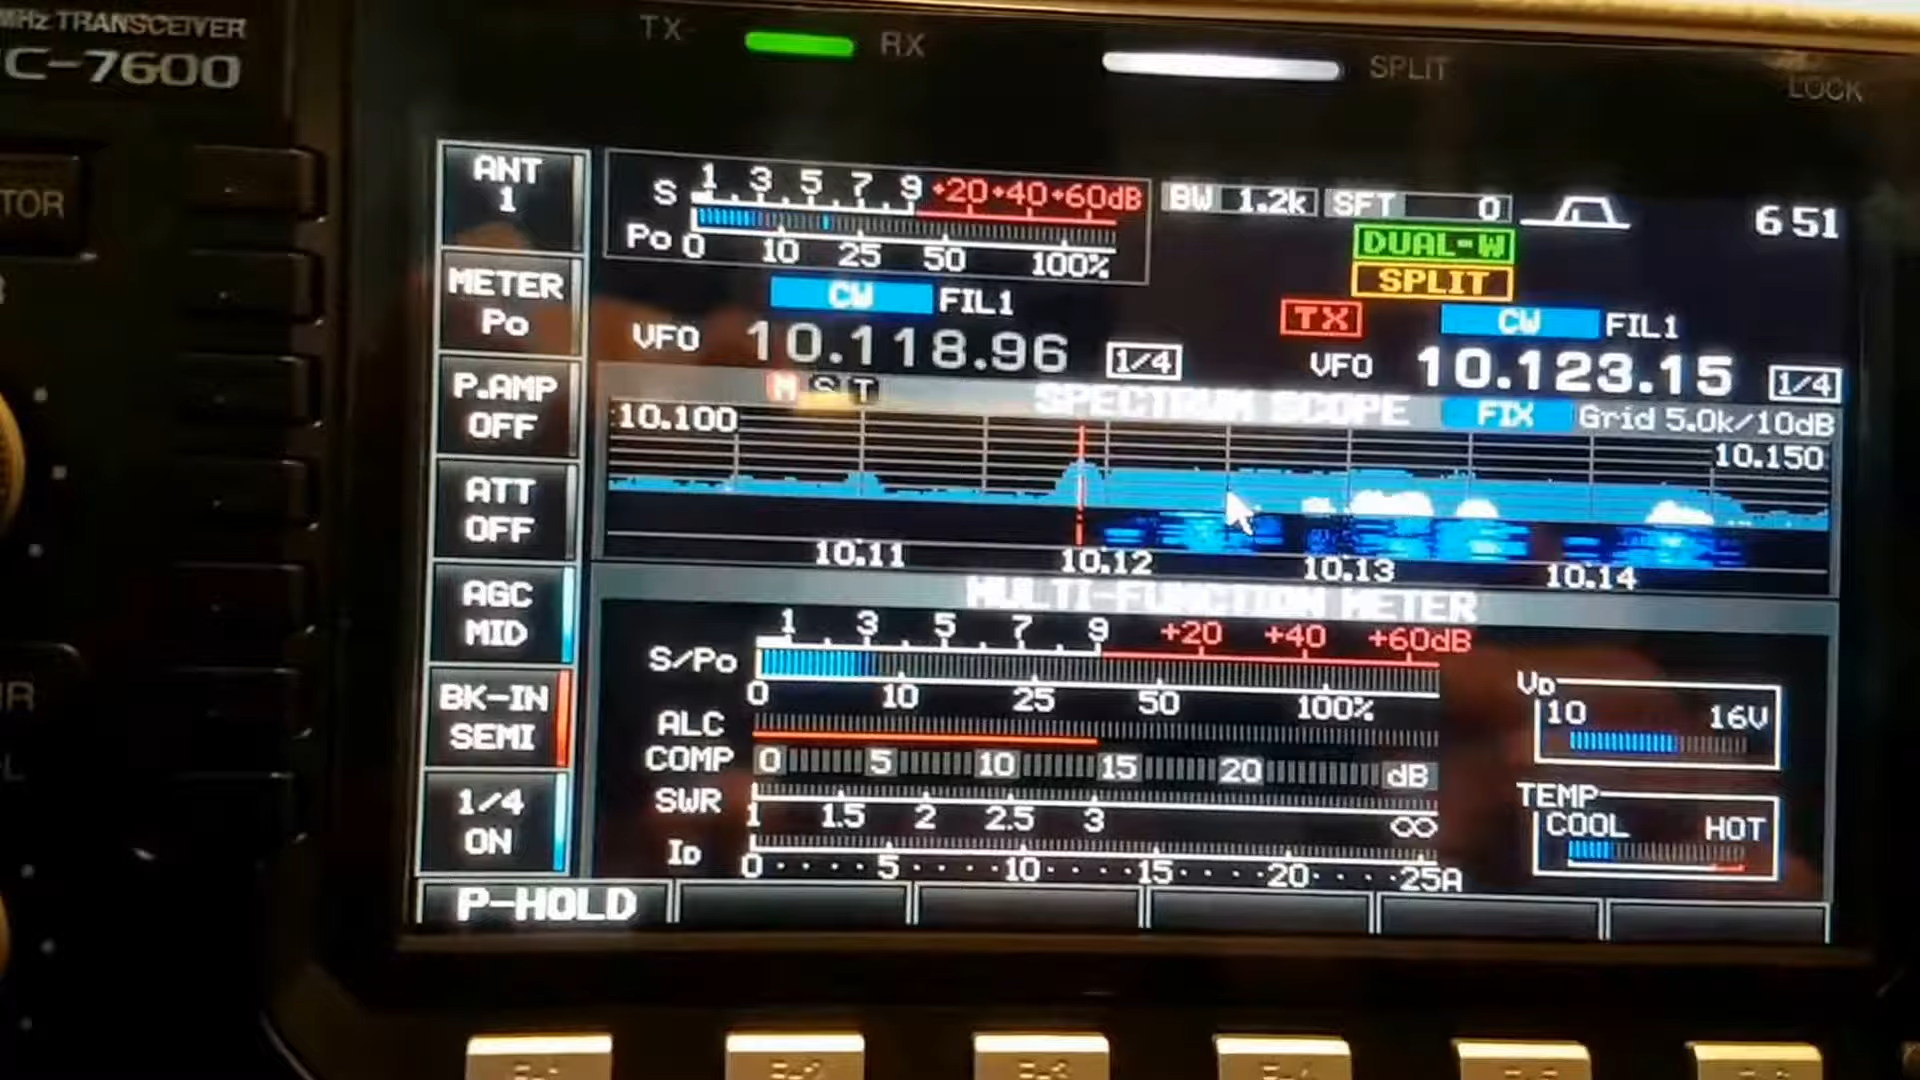 MHz TRANSCEIVER
TX RX SPLIT
C-7600
LOCK
TOR
ANT
1
METER
Po
P.AMP
OFF
ATT
OFF
AGC
MID
BK-IN
SEMI
1/4
ON
S 1 3 5 7 9 +20+40+60dB
Po 0 10 25 50 100%
BW 1.2k SFT 0 6 51
DUAL-W
SPLIT
CW FIL1
VFO 10.118.96 1/4
TX CW FIL1
VFO 10.123.15 1/4
M S T
SPECTRUM SCOPE FIX Grid 5.0k/10dB
10.100 10.150
10.11 10.12 10.13 10.14
MULTI-FUNCTION METER
1 3 5 7 9 +20 +40 +60dB
S/Po
0 10 25 50 100%
ALC
COMP 0 5 10 15 20 dB
SWR
1 1.5 2 2.5 3 ∞
ID 0 5 10 15 20 25A
VD
10 16V
TEMP
COOL HOT
P-HOLD